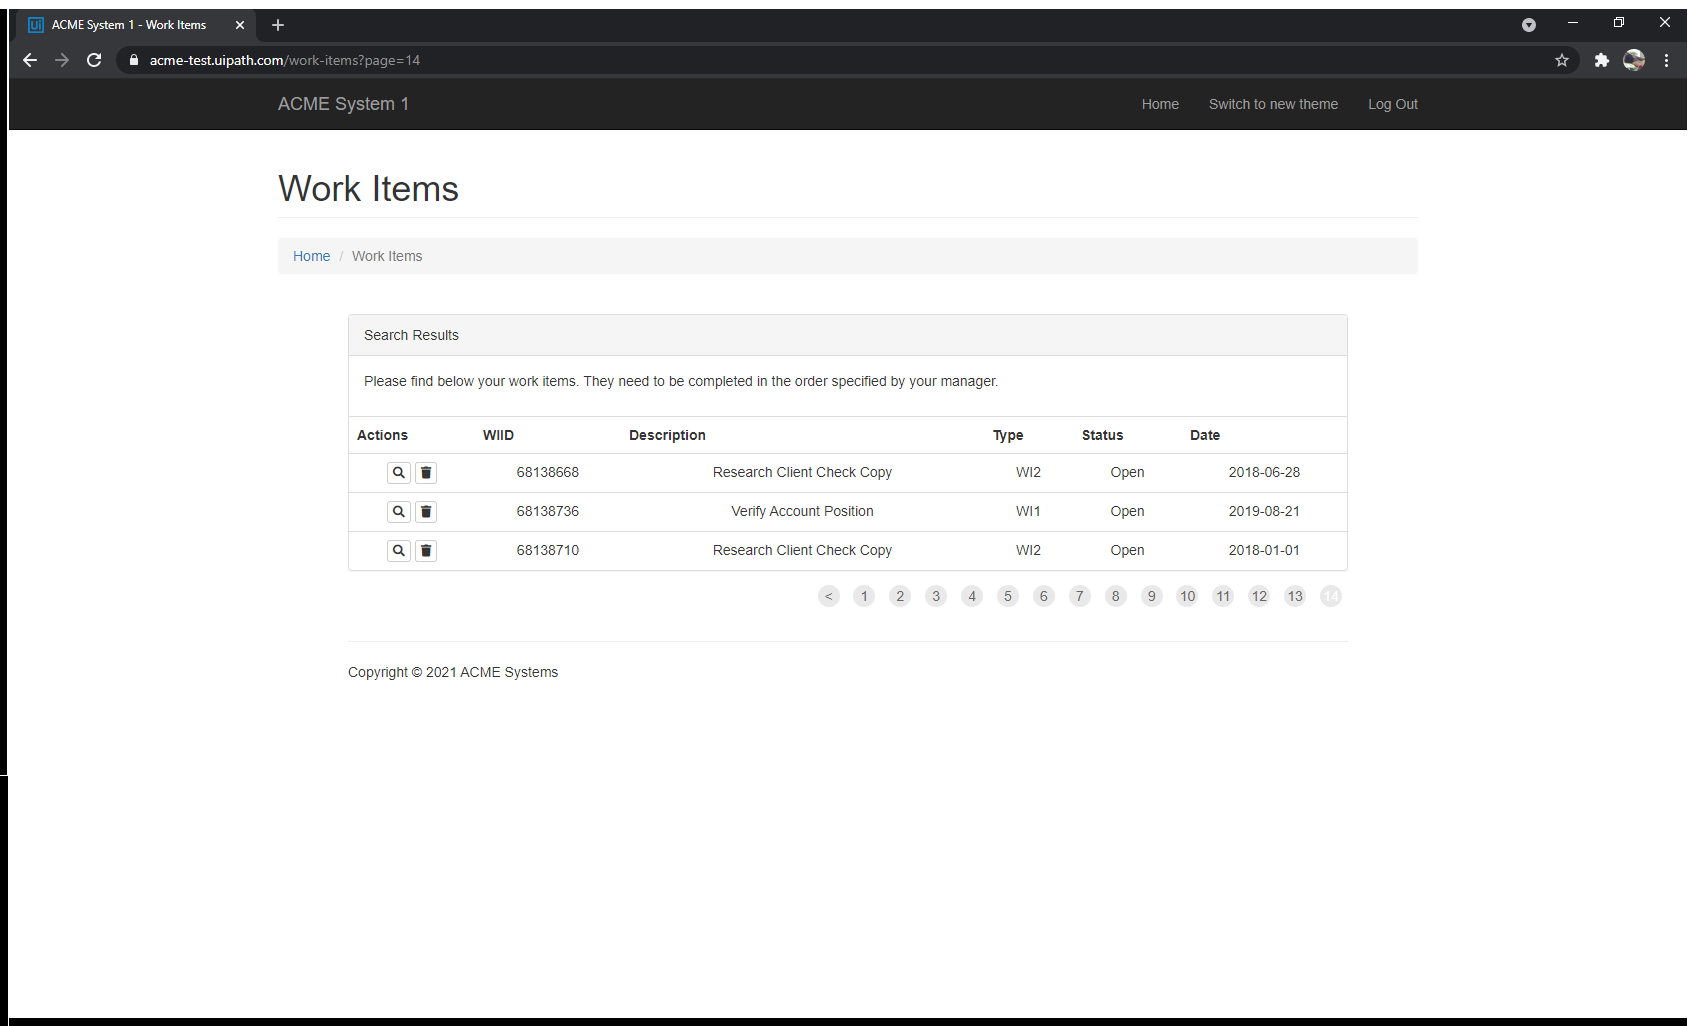 Ui ACME System 1 - Work Items
acme-test.uipath.com/work-items?page=14
ACME System 1 Home Switch to new theme Log Out
Work Items
Home / Work Items
Search Results
Please find below your work items. They need to be completed in the order specified by your manager.
Actions WIID Description Type Status Date
68138668 Research Client Check Copy WI2 Open 2018-06-28
68138736 Verify Account Position WI1 Open 2019-08-21
68138710 Research Client Check Copy WI2 Open 2018-01-01
< 1 2 3 4 5 6 7 8 9 10 11 12 13 14
Copyright © 2021 ACME Systems